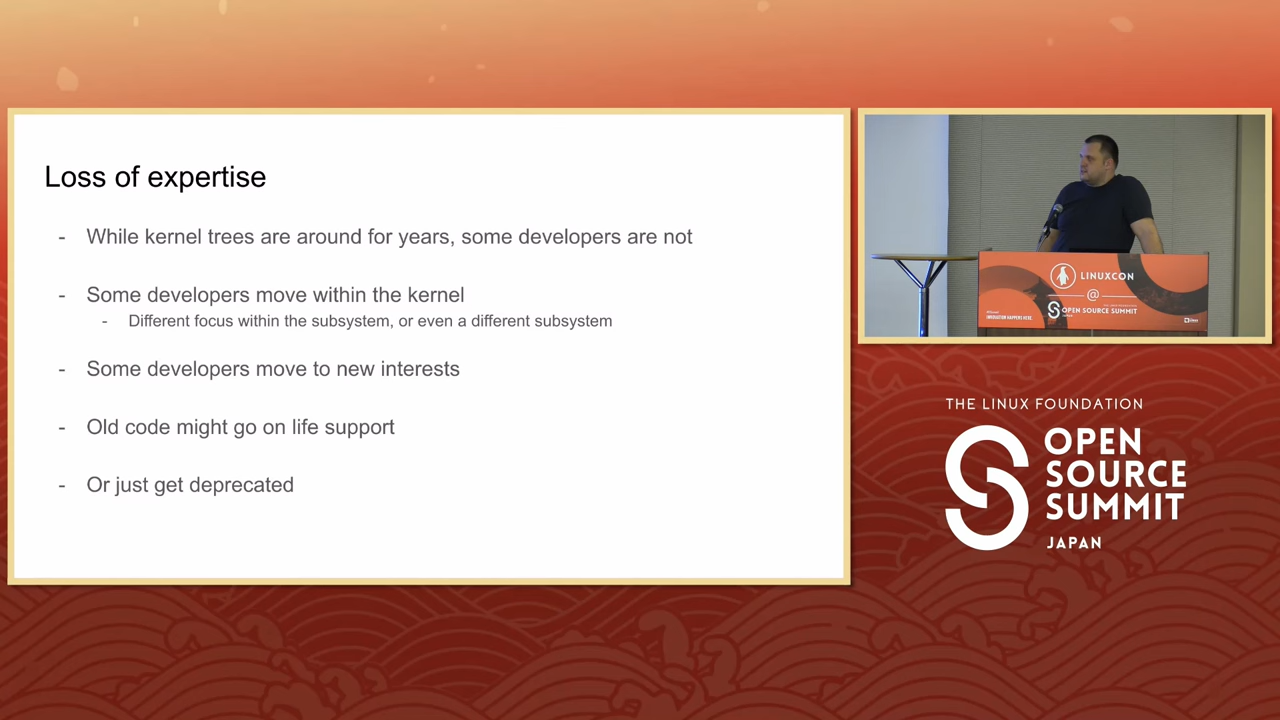 Loss of expertise
- While kernel trees are around for years, some developers are not
- Some developers move within the kernel
- Different focus within the subsystem, or even a different subsystem
- Some developers move to new interests
- Old code might go on life support
- Or just get deprecated
LINUXCON
@
OPEN SOURCE SUMMIT
INNOVATION HAPPENS HERE
THE LINUX FOUNDATION
OPEN
SOURCE
SUMMIT
JAPAN